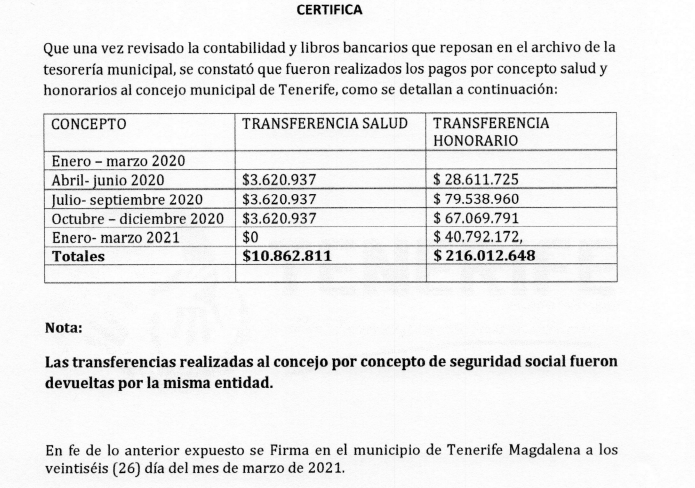 CERTIFICA
Que una vez revisado la contabilidad y libros bancarios que reposan en el archivo de la
tesorería municipal, se constató que fueron realizados los pagos por concepto salud y
honorarios al concejo municipal de Tenerife, como se detallan a continuación:
CONCEPTO TRANSFERENCIA SALUD TRANSFERENCIA
HONORARIO
Enero – marzo 2020
Abril- junio 2020 $3.620.937 $ 28.611.725
Julio- septiembre 2020 $3.620.937 $ 79.538.960
Octubre – diciembre 2020 $3.620.937 $ 67.069.791
Enero- marzo 2021 $0 $ 40.792.172,
Totales $10.862.811 $ 216.012.648
TENERIFE
Nota:
Las transferencias realizadas al concejo por concepto de seguridad social fueron
devueltas por la misma entidad.
En fe de lo anterior expuesto se Firma en el municipio de Tenerife Magdalena a los
veintiséis (26) día del mes de marzo de 2021.